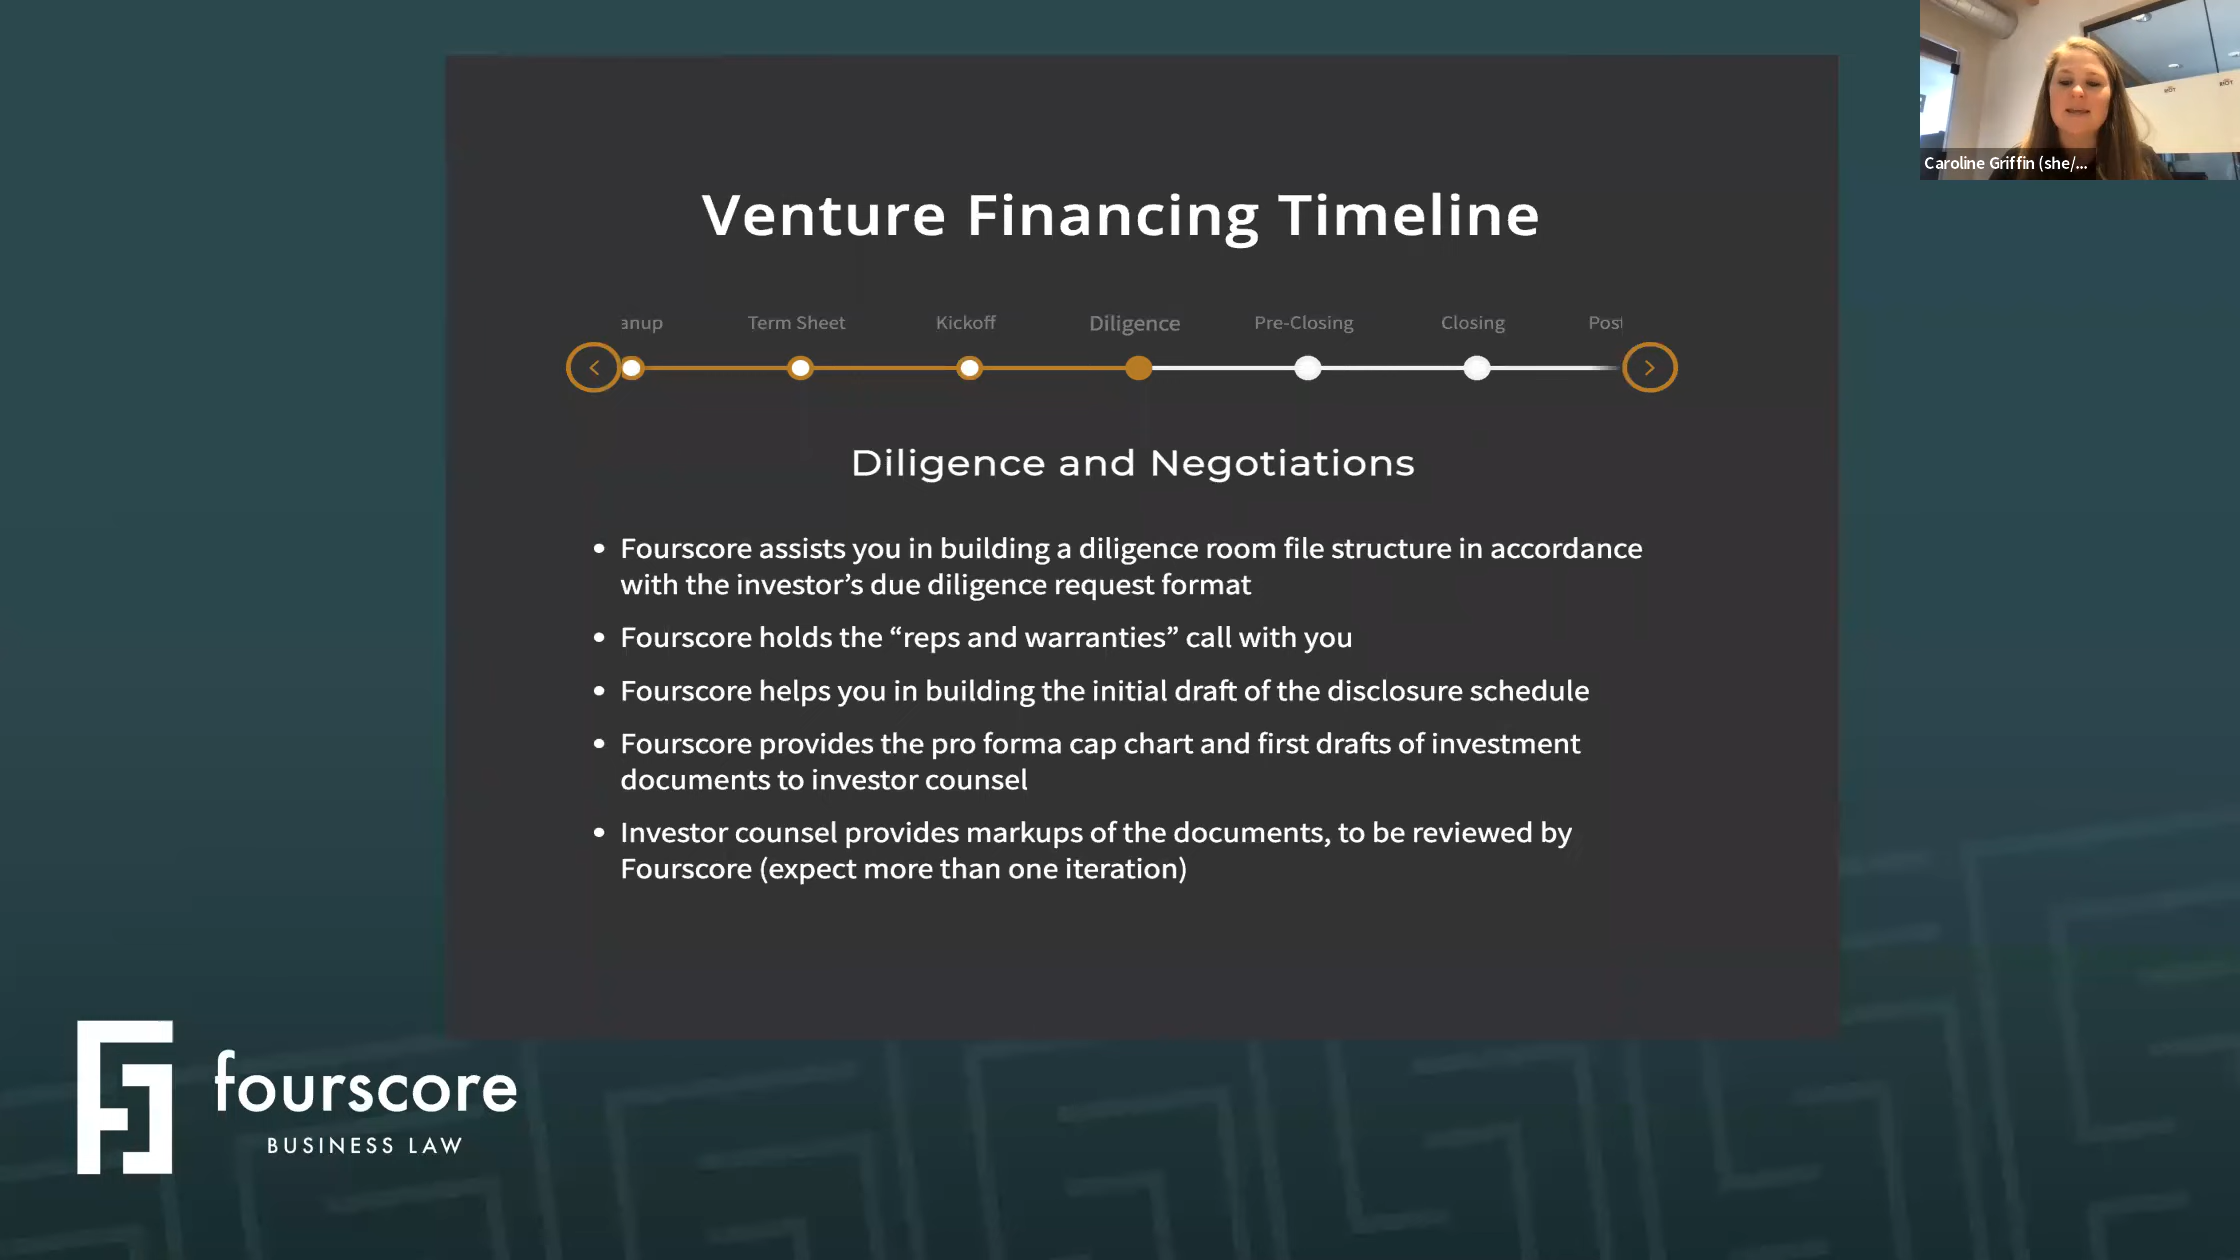 Caroline Griffin (she/...
Venture Financing Timeline
anup Term Sheet Kickoff Diligence Pre-Closing Closing Post
Diligence and Negotiations
• Fourscore assists you in building a diligence room file structure in accordance
with the investor’s due diligence request format
• Fourscore holds the “reps and warranties” call with you
• Fourscore helps you in building the initial draft of the disclosure schedule
• Fourscore provides the pro forma cap chart and first drafts of investment
documents to investor counsel
• Investor counsel provides markups of the documents, to be reviewed by
Fourscore (expect more than one iteration)
fourscore
BUSINESS LAW